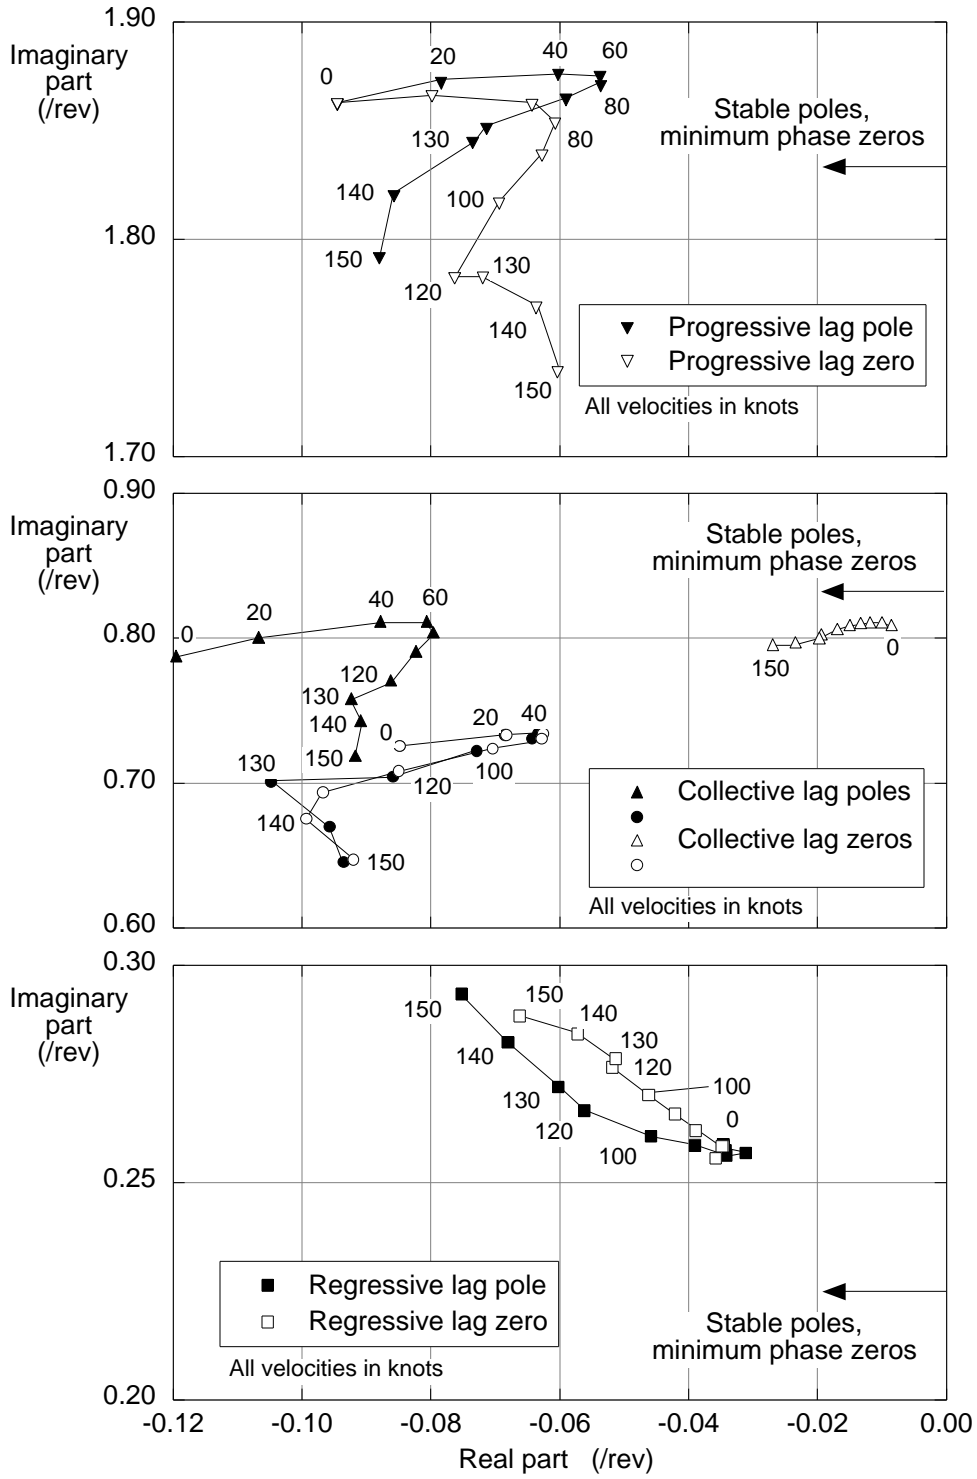 1.90
Imaginary
part
(/rev)
0
20
40
60
80
80
130
140
150
100
120
130
140
150
Stable poles,
minimum phase zeros
1.80
Progressive lag pole
Progressive lag zero
All velocities in knots
1.70
0.90
Imaginary
part
(/rev)
Stable poles,
minimum phase zeros
0.80
0
20
40
60
120
130
140
150
0
20
40
150
0
0.70
130
120
100
140
150
Collective lag poles
Collective lag zeros
All velocities in knots
0.60
0.30
Imaginary
part
(/rev)
150
150
140
140
130
120
130
100
120
0
100
0.25
Regressive lag pole
Regressive lag zero
All velocities in knots
Stable poles,
minimum phase zeros
0.20
-0.12 -0.10 -0.08 -0.06 -0.04 -0.02 0.00
Real part (/rev)